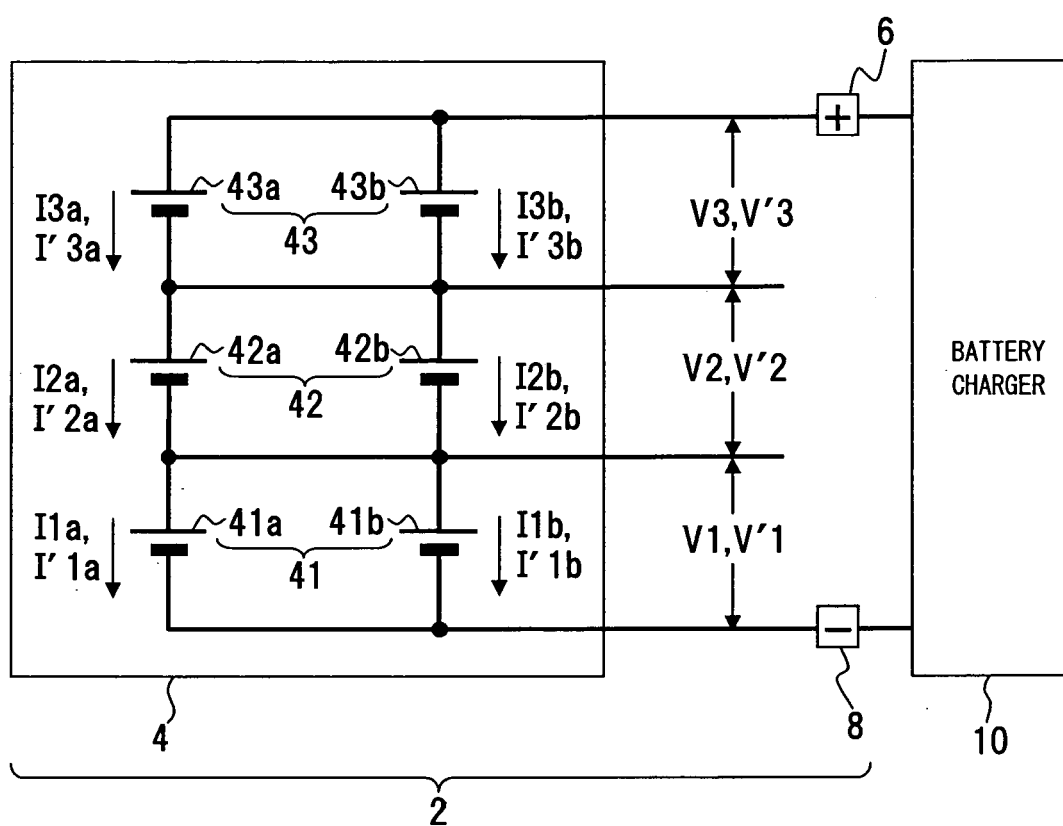 6
+
43a
43b
I3a,
I'3a
43
I3b,
I'3b
V3,V'3
42a
42b
I2a,
I'2a
42
I2b,
I'2b
V2,V'2
BATTERY
CHARGER
41a
41b
I1a,
I'1a
41
I1b,
I'1b
V1,V'1
−
4
8
10
2